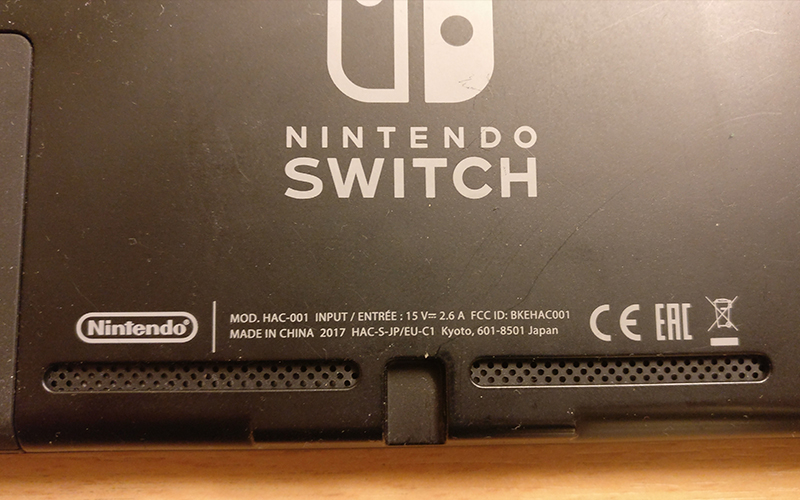 NINTENDO
SWITCH
Nintendo®
MOD. HAC-001 INPUT / ENTRÉE : 15 V⎓ 2.6 A FCC ID: BKEHAC001
MADE IN CHINA 2017 HAC-S-JP/EU-C1 Kyoto, 601-8501 Japan
CE EAC